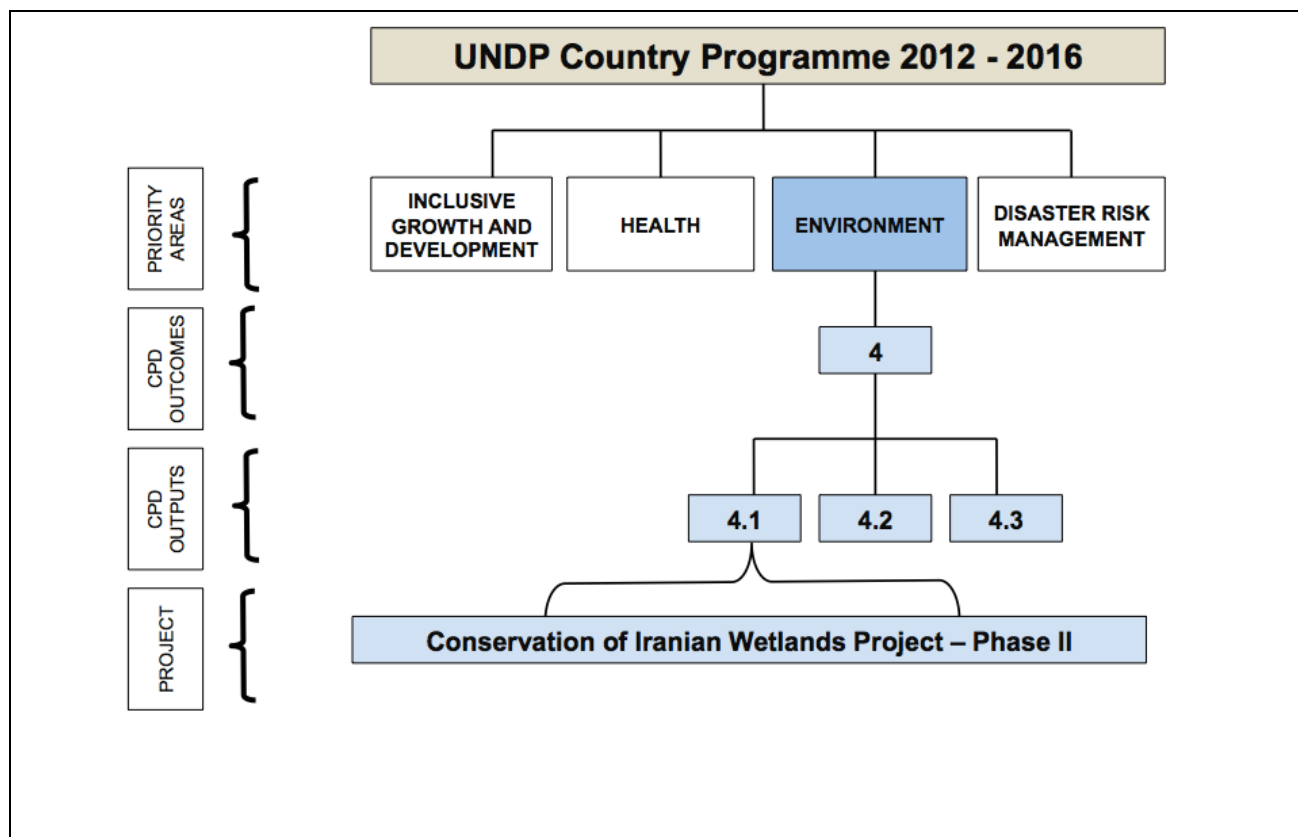 UNDP Country Programme 2012 - 2016
PRIORITY
AREAS
INCLUSIVE
GROWTH AND
DEVELOPMENT
HEALTH
ENVIRONMENT
DISASTER RISK
MANAGEMENT
CPD
OUTCOMES
4
CPD
OUTPUTS
4.1
4.2
4.3
PROJECT
Conservation of Iranian Wetlands Project – Phase II